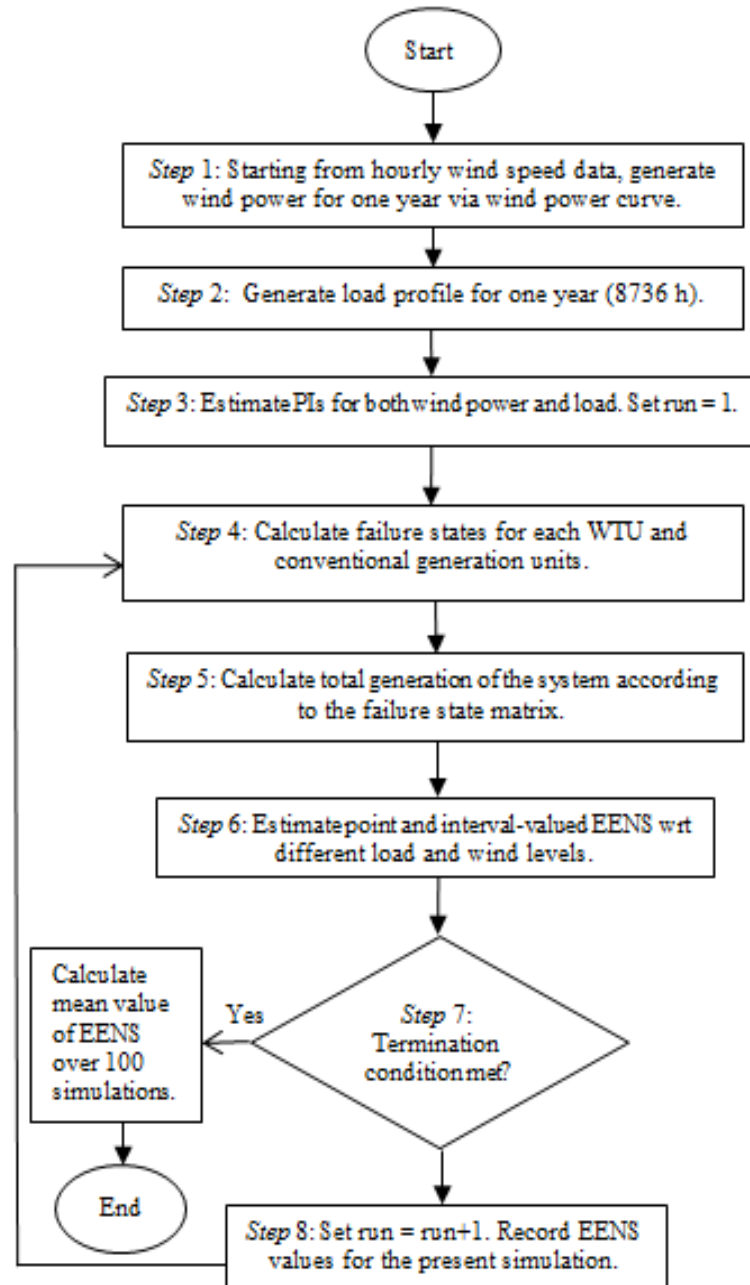 Start
Step 1: Starting from hourly wind speed data, generate
wind power for one year via wind power curve.
Step 2: Generate load profile for one year (8736 h).
Step 3: Estimate PIs for both wind power and load. Set run = 1.
Step 4: Calculate failure states for each WTU and
conventional generation units.
Step 5: Calculate total generation of the system according
to the failure state matrix.
Step 6: Estimate point and interval-valued EENS wrt
different load and wind levels.
Calculate
mean value
of EENS
over 100
simulations.
Yes
Step 7:
Termination
condition met?
End
Step 8: Set run = run+1. Record EENS
values for the present simulation.